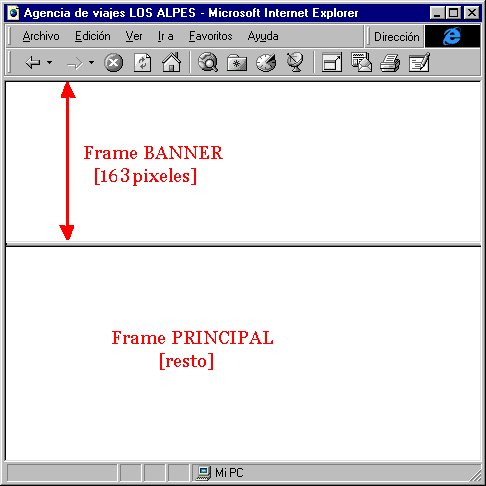 Agencia de viajes LOS ALPES - Microsoft Internet Explorer
Archivo Edición Ver Ir a Favoritos Ayuda Dirección
Frame BANNER
[163 pixeles]
Frame PRINCIPAL
[resto]
Mi PC